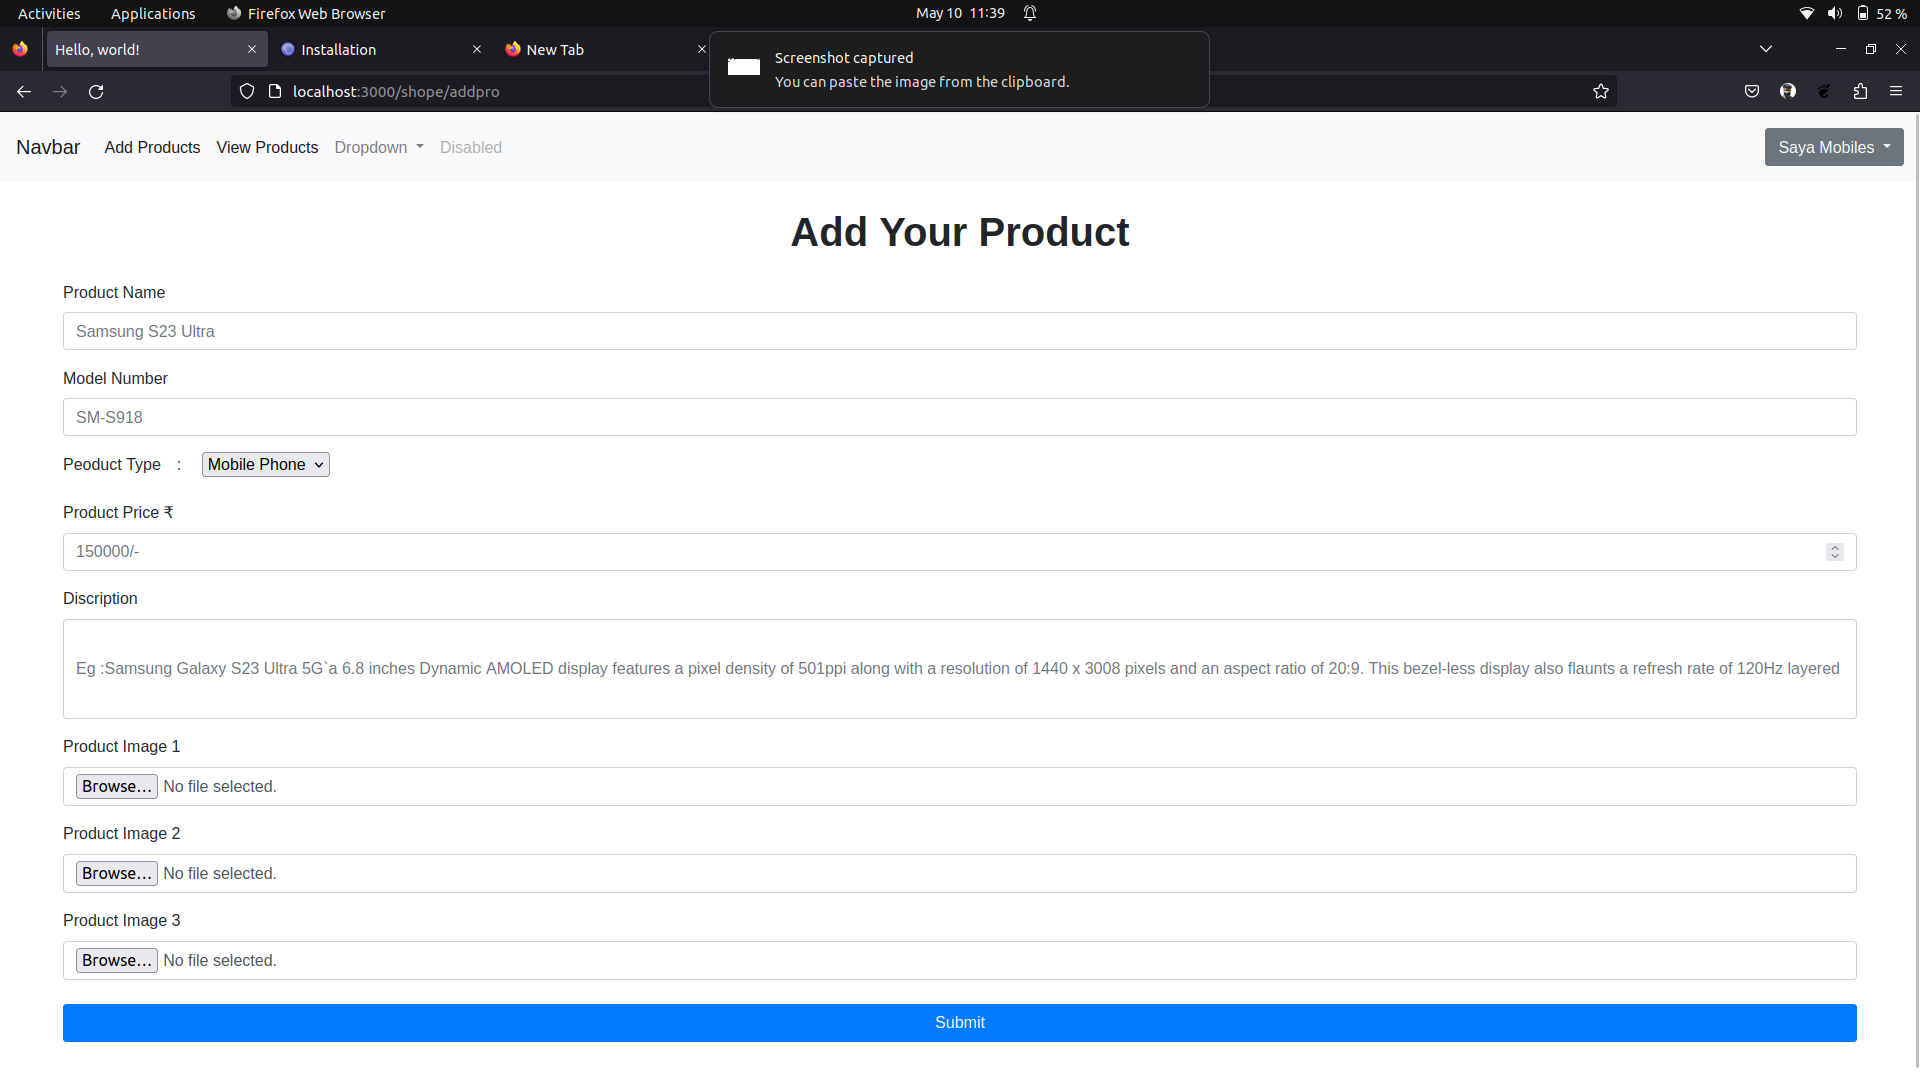 Activities Applications Firefox Web Browser May 10 11:39 52 %
Hello, world! Installation New Tab
Screenshot captured
You can paste the image from the clipboard.
localhost:3000/shope/addpro
Navbar Add Products View Products Dropdown Disabled Saya Mobiles
Add Your Product
Product Name
Samsung S23 Ultra
Model Number
SM-S918
Peoduct Type : Mobile Phone
Product Price ₹
150000/-
Discription
Eg :Samsung Galaxy S23 Ultra 5G`a 6.8 inches Dynamic AMOLED display features a pixel density of 501ppi along with a resolution of 1440 x 3008 pixels and an aspect ratio of 20:9. This bezel-less display also flaunts a refresh rate of 120Hz layered
Product Image 1
Browse... No file selected.
Product Image 2
Browse... No file selected.
Product Image 3
Browse... No file selected.
Submit